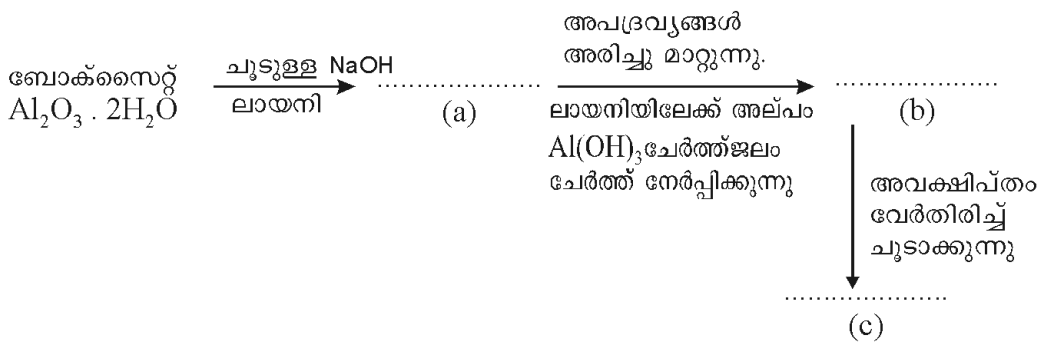 ബോക്സൈറ്റ്
Al₂O₃ . 2H₂O
ചൂടുള്ള NaOH
ലായനി
.....................
(a)
അപദ്രവ്യങ്ങൾ
അരിച്ചു മാറ്റുന്നു.
ലായനിയിലേക്ക് അല്പം
Al(OH)₃ചേർത്ത്ജലം
ചേർത്ത് നേർപ്പിക്കുന്നു
.....................
(b)
അവക്ഷിപ്തം
വേർതിരിച്ച്
ചൂടാക്കുന്നു
.....................
(c)